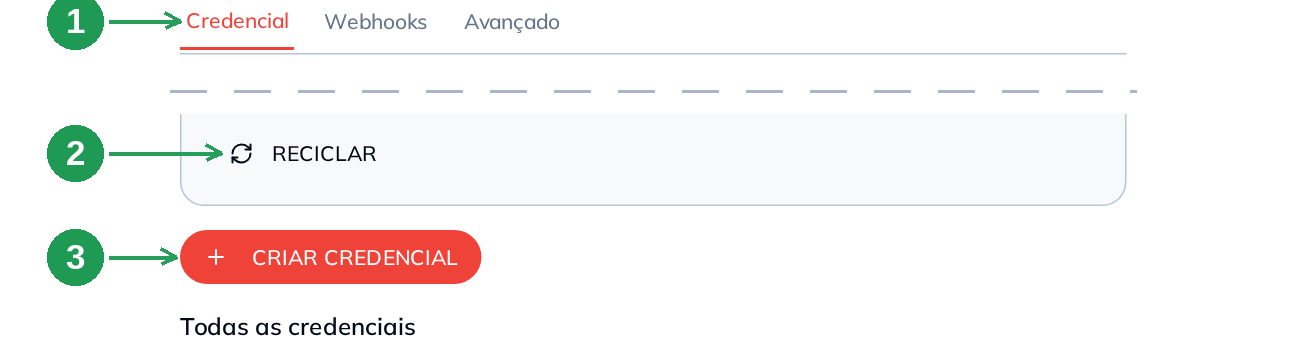 1 Credencial Webhooks Avançado
2 RECICLAR
3 + CRIAR CREDENCIAL
Todas as credenciais